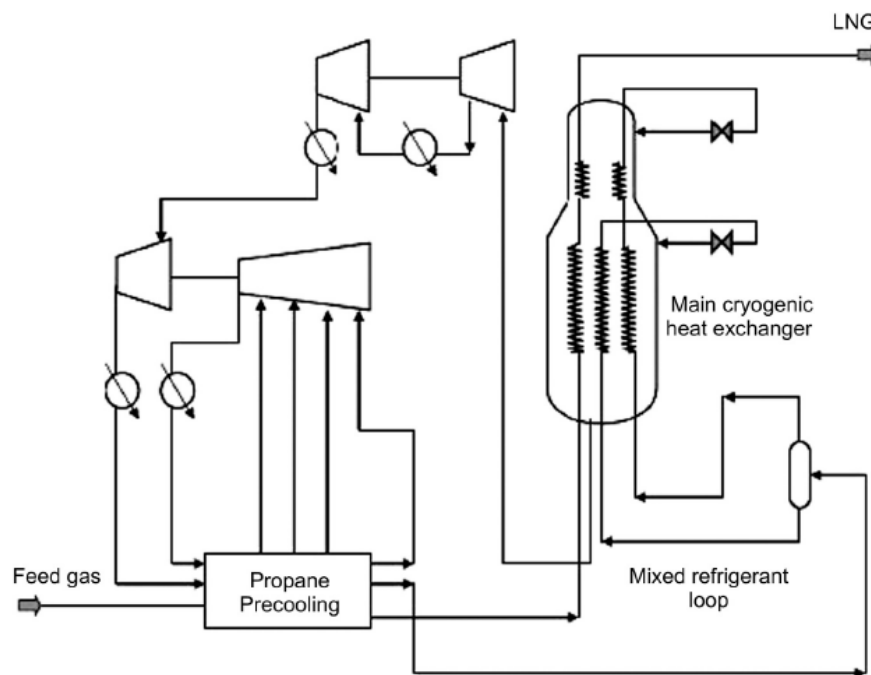 LNG
Main cryogenic
heat exchanger
Feed gas
Propane
Precooling
Mixed refrigerant
loop